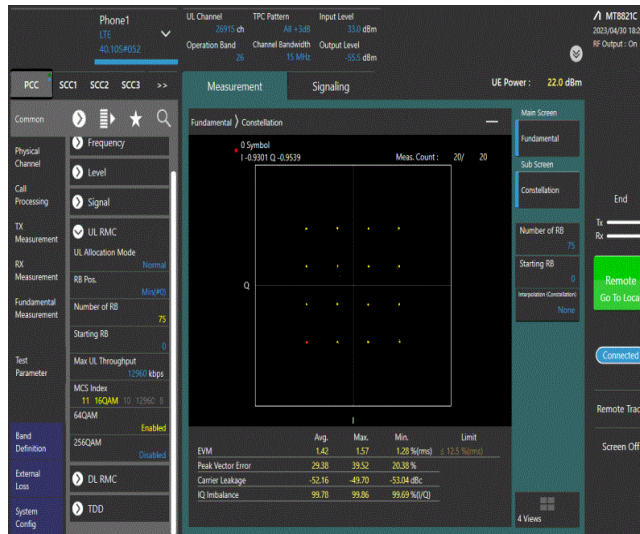 Phone1
LTE
40.105#052
UL Channel
26915 ch
TPC Pattern
All +3dB
Input Level
33.0 dBm
Operation Band
26
Channel Bandwidth
15 MHz
Output Level
-55.5 dBm
MT8821C
2023/04/30 18:2
RF Output : On
PCC
SCC1
SCC2
SCC3
>>
Measurement
Signaling
UE Power : 22.0 dBm
Common
Physical
Channel
Call
Processing
TX
Measurement
RX
Measurement
Fundamental
Measurement
Test
Parameter
Band
Definition
External
Loss
System
Config
Frequency
Level
Signal
UL RMC
UL Allocation Mode
Normal
RB Pos.
Min(#0)
Number of RB
75
Starting RB
0
Max UL Throughput
12960 kbps
MCS Index
11 16QAM 10 12960 8
64QAM
Enabled
256QAM
Disabled
DL RMC
TDD
Fundamental 〉 Constellation
0 Symbol
I -0.9301 Q -0.9539
Meas. Count : 20/ 20
Q
I
Avg. Max. Min. Limit
EVM 1.42 1.57 1.28 %(rms) ≤ 12.5 %(rms)
Peak Vector Error 29.38 39.52 20.38 %
Carrier Leakage -52.16 -49.70 -53.04 dBc
IQ Imbalance 99.78 99.86 99.69 %(I/Q)
Main Screen
Fundamental
Sub Screen
Constellation
Number of RB
75
Starting RB
0
Interpolation (Constellation)
None
4 Views
End
Tx
Rx
Remote
Go To Loca
Connected
Remote Trac
Screen Off